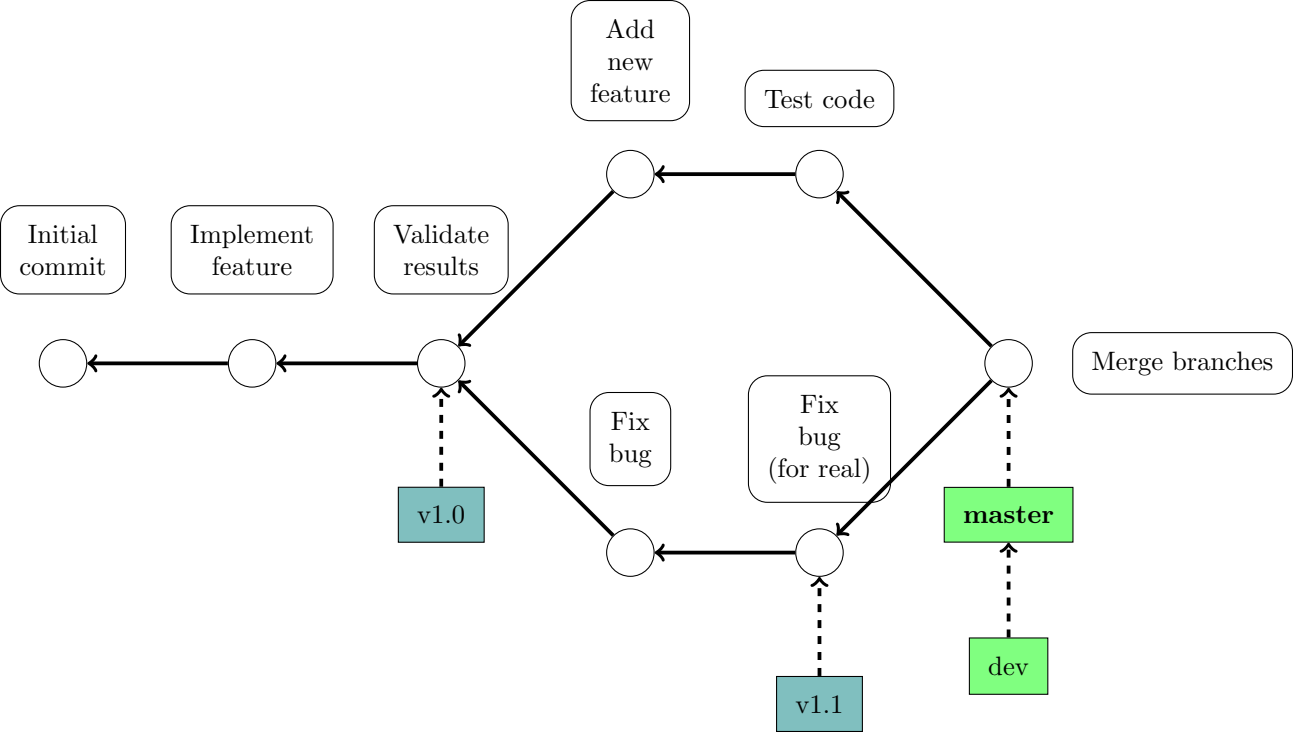 Add
new
feature
Test code
Initial
commit
Implement
feature
Validate
results
Merge branches
Fix
bug
Fix
bug
(for real)
v1.0
master
dev
v1.1